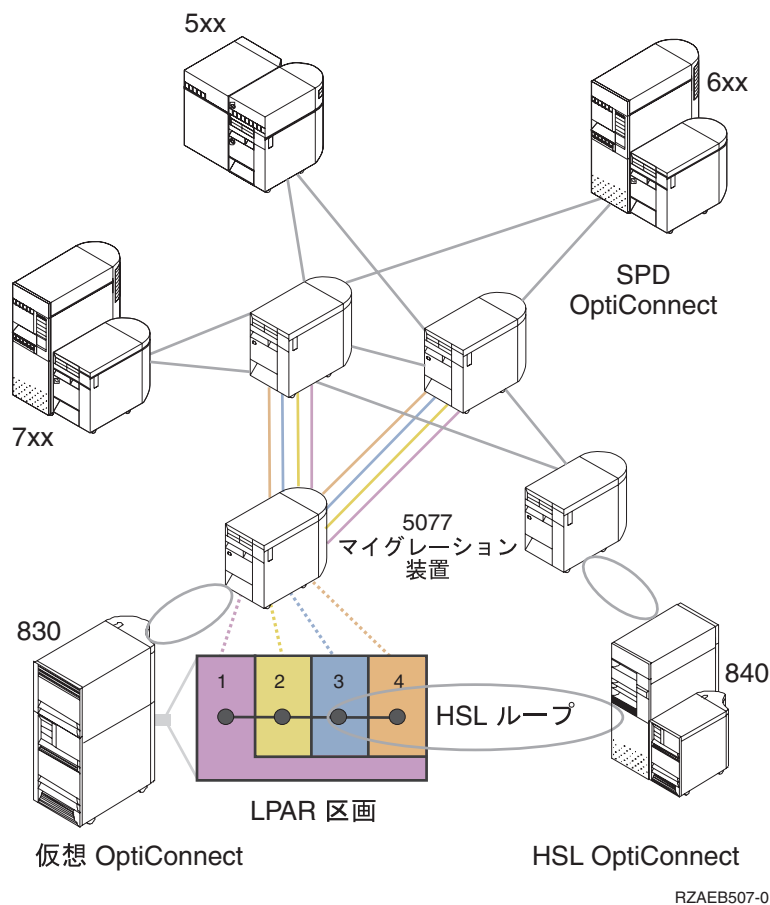 5xx
6xx
SPD
OptiConnect
7xx
5077
マイグレーション
装置
830
1 2 3 4
HSL ループ
840
LPAR 区画
仮想 OptiConnect
HSL OptiConnect
RZAEB507-0